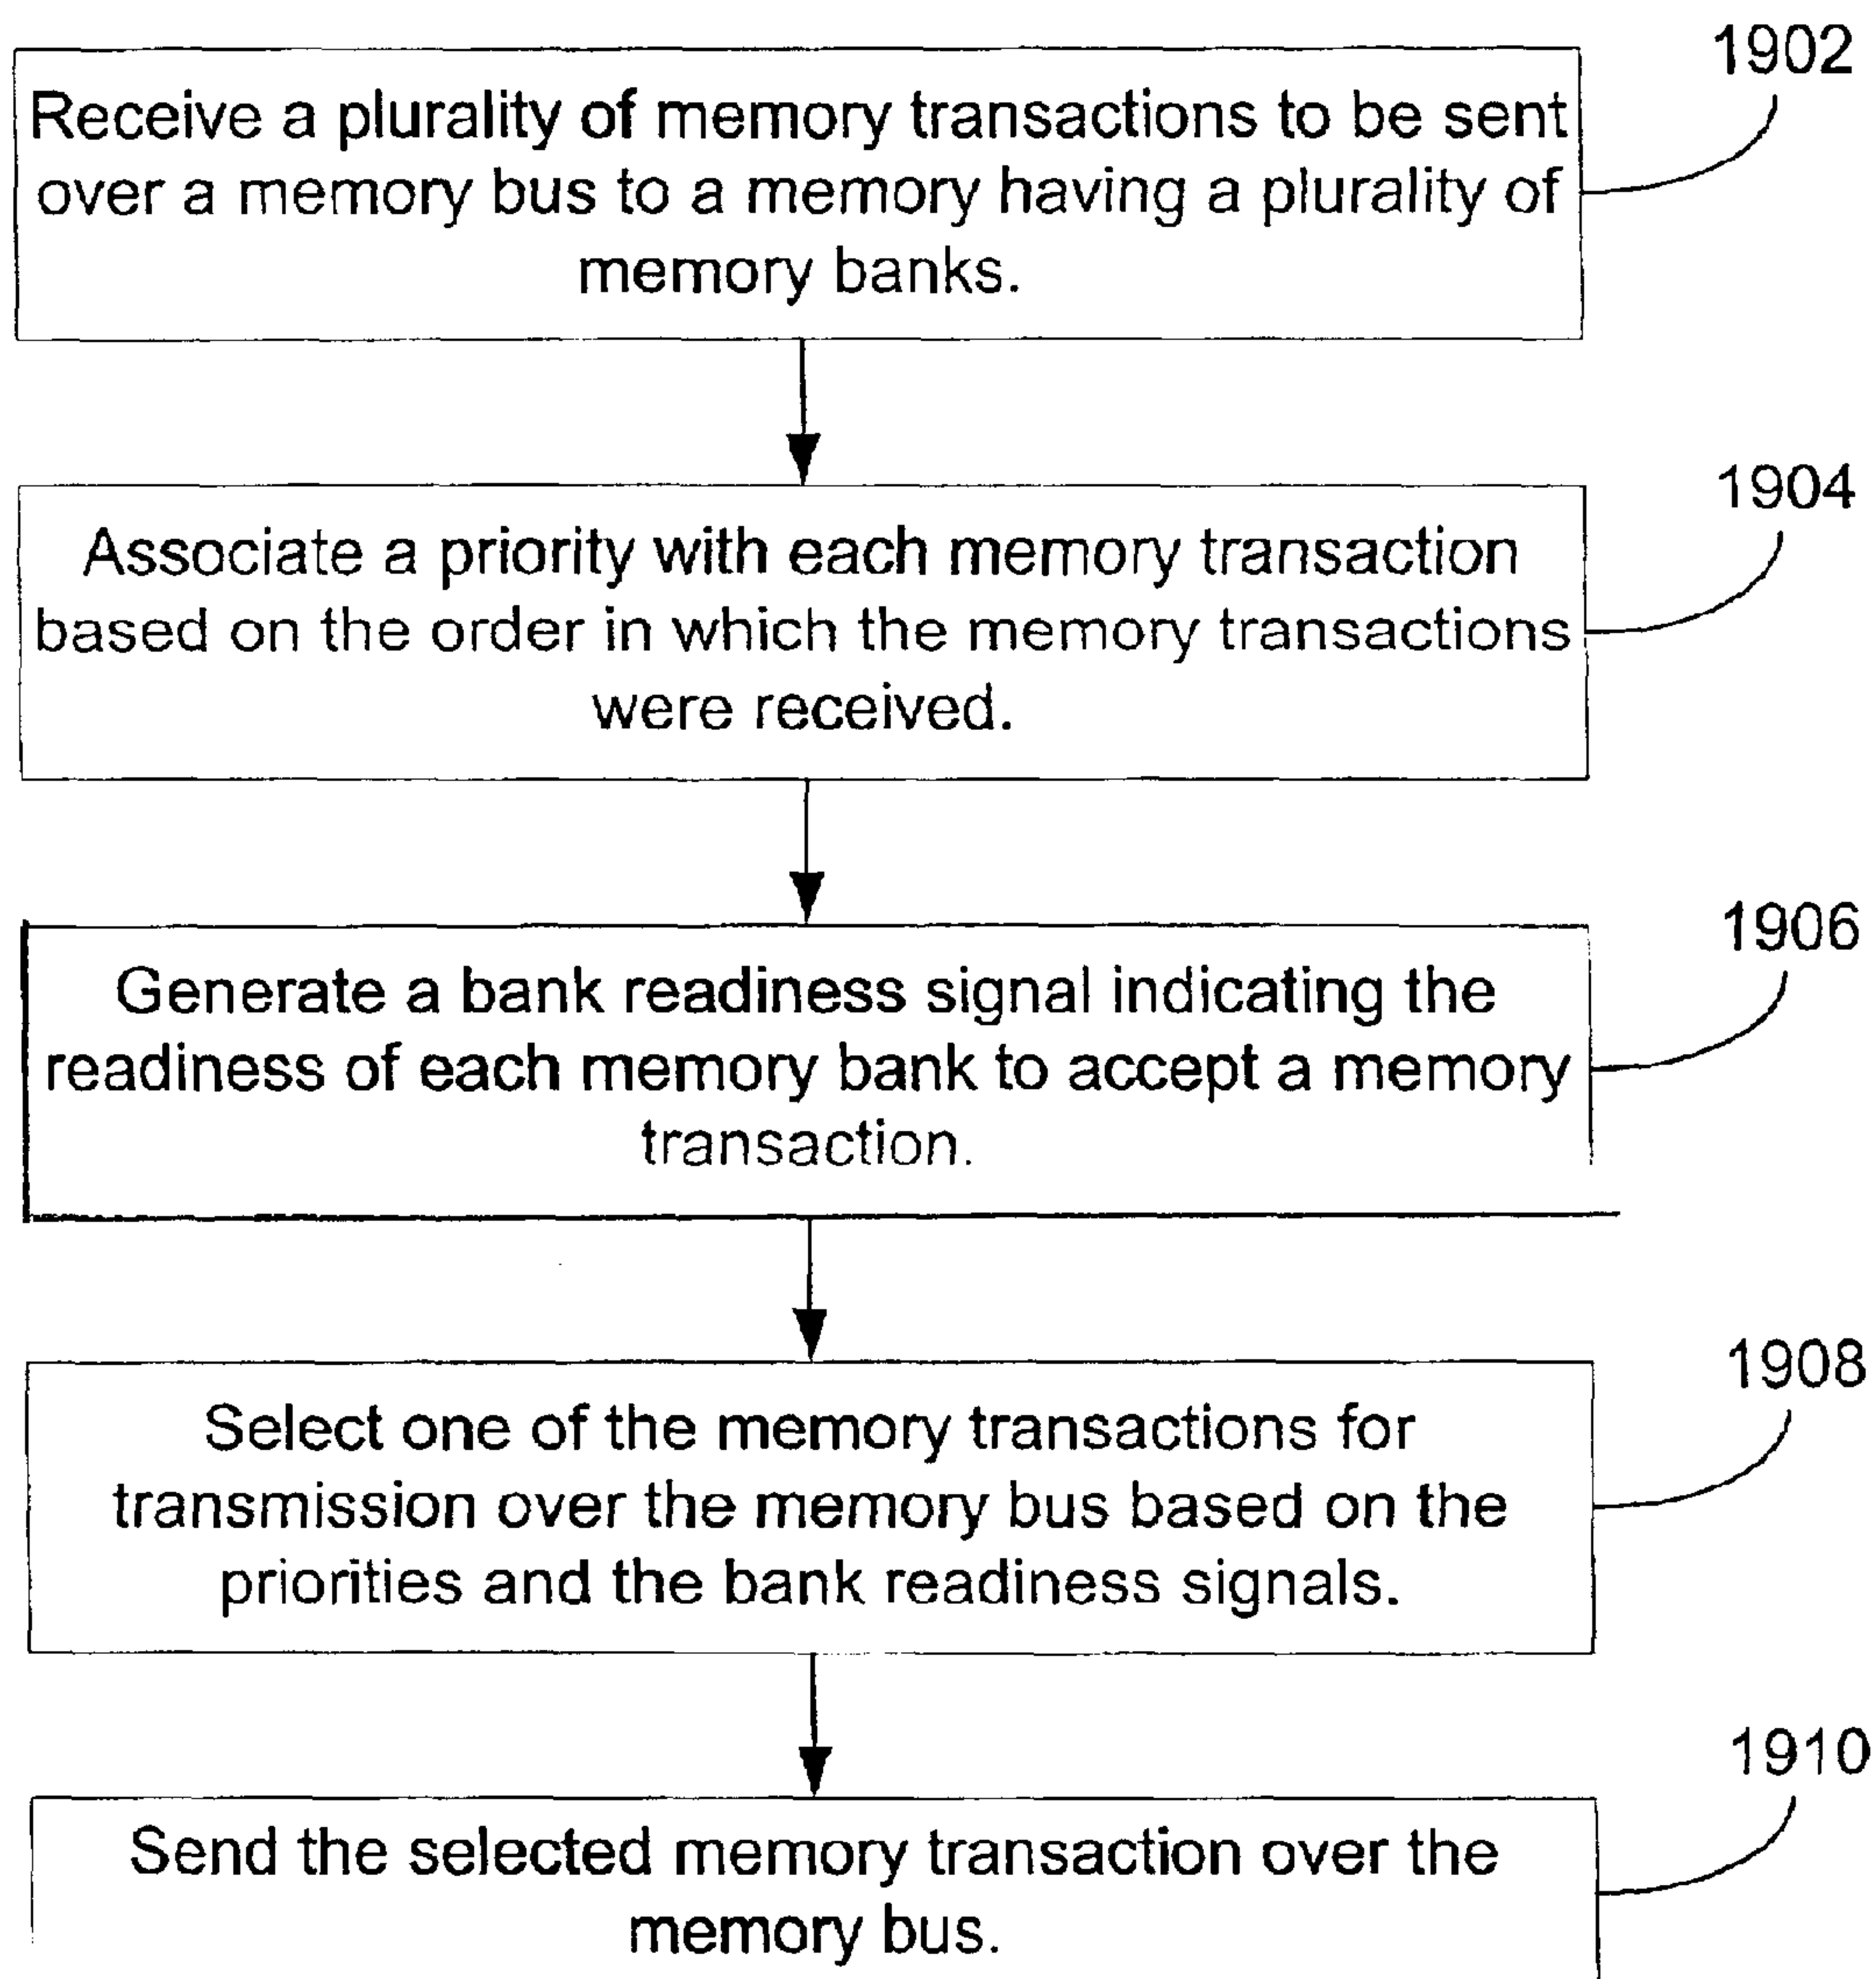 1902
Receive a plurality of memory transactions to be sent
over a memory bus to a memory having a plurality of
memory banks.
1904
Associate a priority with each memory transaction
based on the order in which the memory transactions
were received.
1906
Generate a bank readiness signal indicating the
readiness of each memory bank to accept a memory
transaction.
1908
Select one of the memory transactions for
transmission over the memory bus based on the
priorities and the bank readiness signals.
1910
Send the selected memory transaction over the
memory bus.